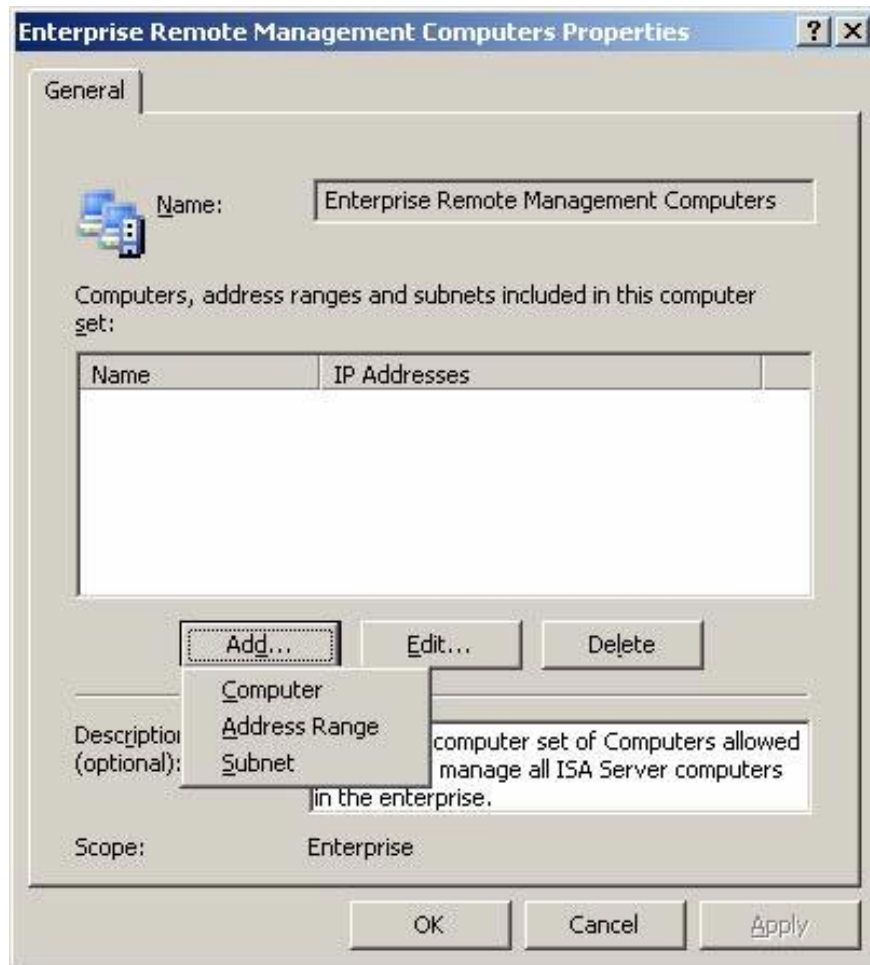 Enterprise Remote Management Computers Properties
General
Name:
Enterprise Remote Management Computers
Computers, address ranges and subnets included in this computer
set:
Name IP Addresses
Add... Edit... Delete
Computer
Address Range
Subnet
Description
(optional):
computer set of Computers allowed
manage all ISA Server computers
in the enterprise.
Scope: Enterprise
OK Cancel Apply